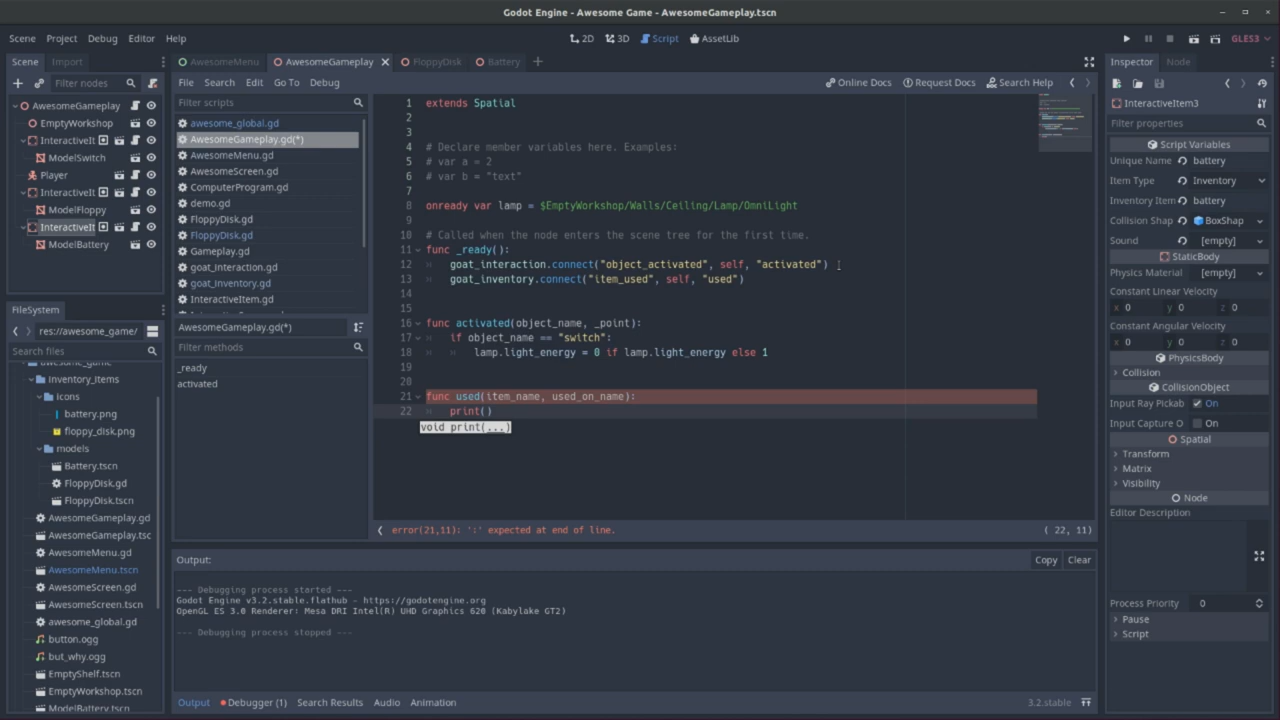 Godot Engine - Awesome Game - AwesomeGameplay.tscn
Scene Project Debug Editor Help
2D 3D Script AssetLib
GLES3
Scene Import
Filter nodes
AwesomeGameplay
EmptyWorkshop
InteractiveIt
ModelSwitch
Player
InteractiveIt
ModelFloppy
InteractiveIt
ModelBattery
FileSystem
res://awesome_game/
Search files
awesome_game
inventory_items
icons
battery.png
floppy_disk.png
models
Battery.tscn
FloppyDisk.gd
FloppyDisk.tscn
AwesomeGameplay.gd
AwesomeGameplay.tsc
AwesomeMenu.gd
AwesomeMenu.tscn
AwesomeScreen.gd
AwesomeScreen.tscn
awesome_global.gd
button.ogg
but_why.ogg
EmptyShelf.tscn
EmptyWorkshop.tscn
ModelBattery.tscn
AwesomeMenu AwesomeGameplay FloppyDisk Battery
File Search Edit Go To Debug
Online Docs Request Docs Search Help
Filter scripts
awesome_global.gd
AwesomeGameplay.gd(*)
AwesomeMenu.gd
AwesomeScreen.gd
ComputerProgram.gd
demo.gd
FloppyDisk.gd
FloppyDisk.gd
Gameplay.gd
goat_Interaction.gd
goat_Inventory.gd
InteractiveItem.gd
AwesomeGameplay.gd(*)
Filter methods
_ready
activated
1 extends Spatial
2
3
4 # Declare member variables here. Examples:
5 # var a = 2
6 # var b = "text"
7
8 onready var lamp = $EmptyWorkshop/Walls/Ceiling/Lamp/OmniLight
9
10 # Called when the node enters the scene tree for the first time.
11 func _ready():
12 goat_interaction.connect("object_activated", self, "activated")
13 goat_inventory.connect("item_used", self, "used")
14
15
16 func activated(object_name, _point):
17 if object_name == "switch":
18 lamp.light_energy = 0 if lamp.light_energy else 1
19
20
21 func used(item_name, used_on_name):
22 print()
void print(...)
error(21,11): ':' expected at end of line.
( 22, 11)
Output:
Copy Clear
--- Debugging process started ---
Godot Engine v3.2.stable.flathub - https://godotengine.org
OpenGL ES 3.0 Renderer: Mesa DRI Intel(R) UHD Graphics 620 (Kabylake GT2)
--- Debugging process stopped ---
Output Debugger (1) Search Results Audio Animation
3.2.stable
Inspector Node
InteractiveItem3
Filter properties
Script Variables
Unique Name battery
Item Type Inventory
Inventory Item battery
Collision Shap BoxShap
Sound [empty]
StaticBody
Physics Material [empty]
Constant Linear Velocity
x 0 y 0 z 0
Constant Angular Velocity
x 0 y 0 z 0
PhysicsBody
Collision
CollisionObject
Input Ray Pickab On
Input Capture O On
Spatial
Transform
Matrix
Visibility
Node
Editor Description
Process Priority 0
Pause
Script